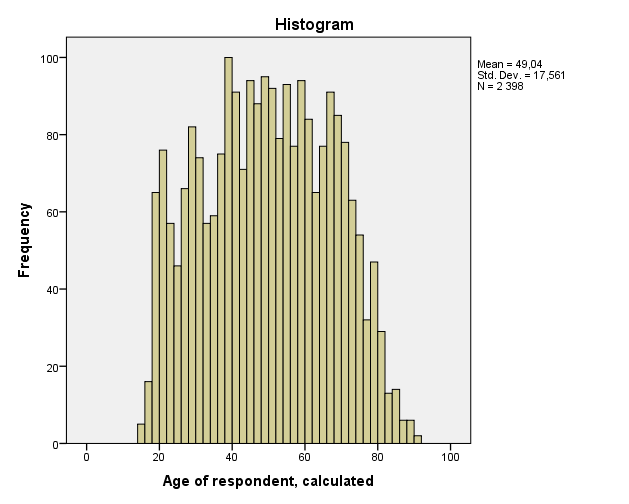 Histogram
Mean = 49,04
Std. Dev. = 17,561
N = 2 398
100
80
60
40
20
0
Frequency
0 20 40 60 80 100
Age of respondent, calculated